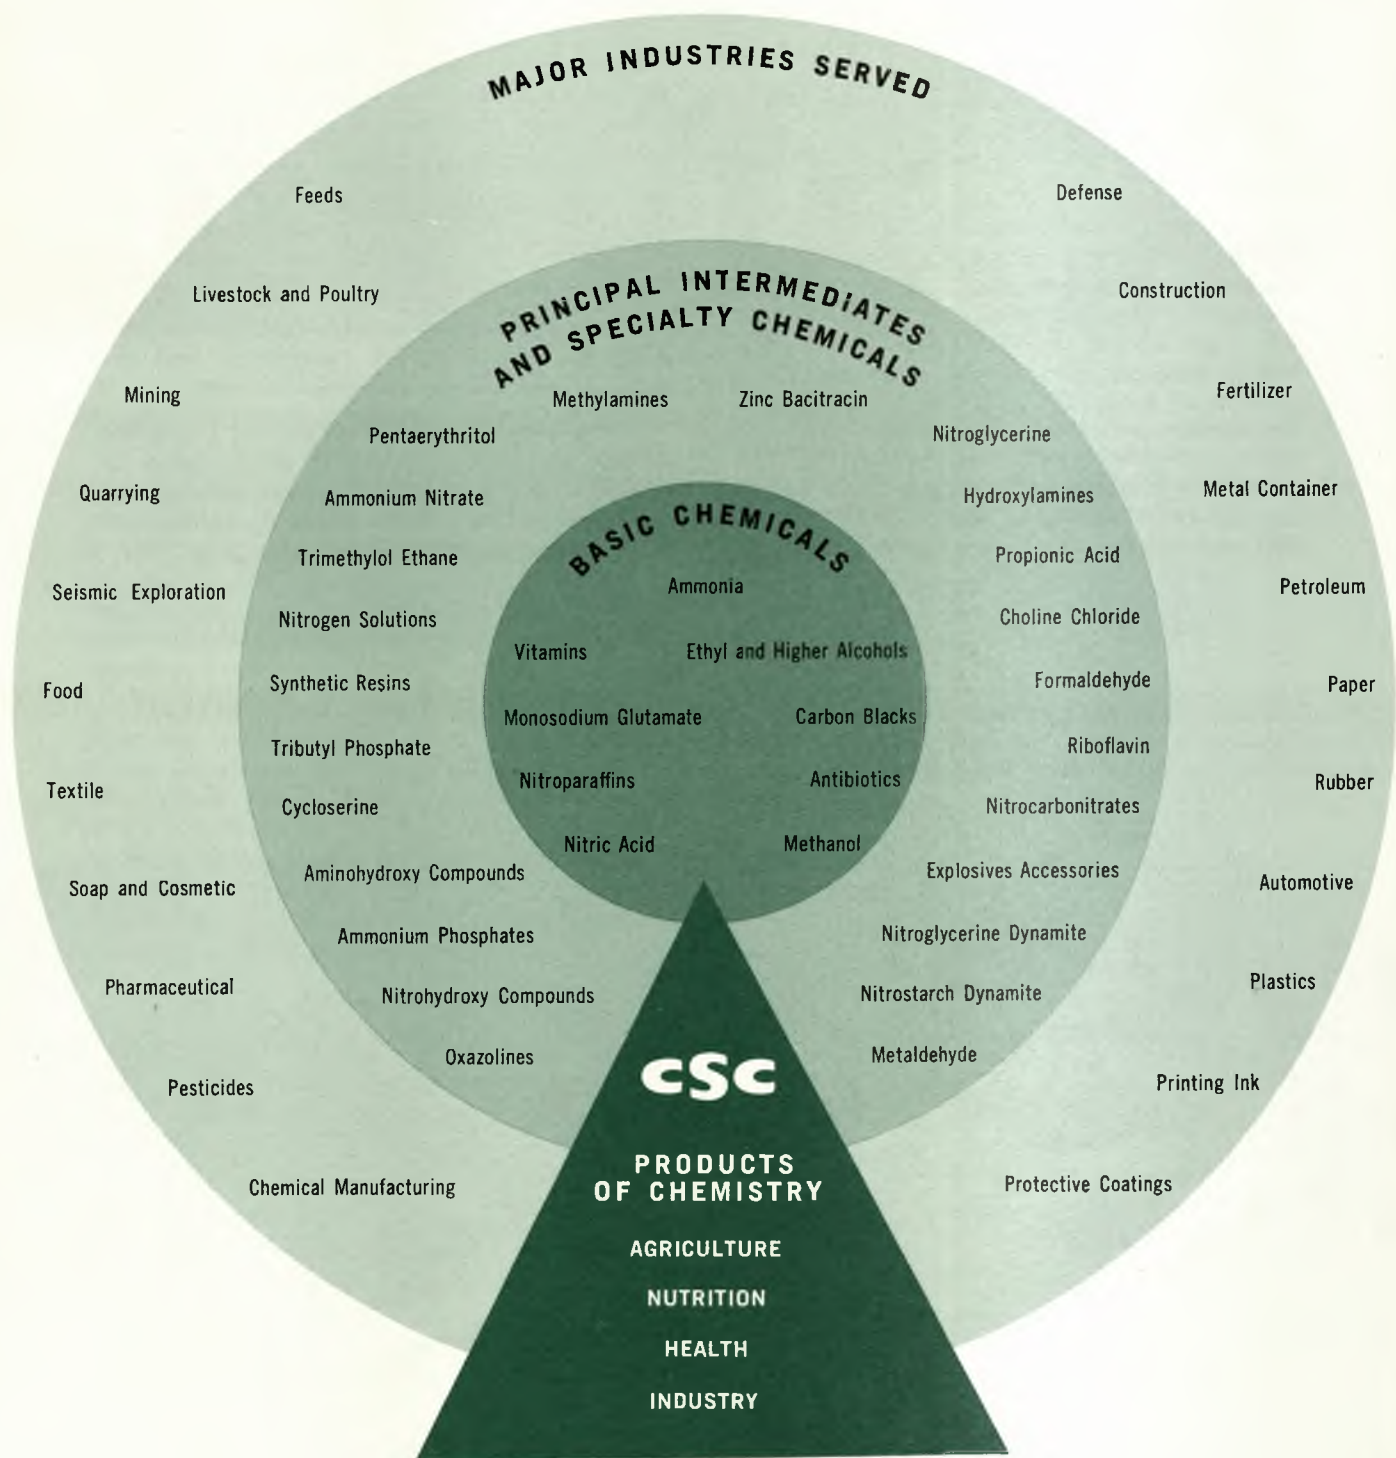 MAJOR INDUSTRIES SERVED
Feeds
Livestock and Poultry
Mining
Quarrying
Seismic Exploration
Food
Textile
Soap and Cosmetic
Pharmaceutical
Pesticides
Chemical Manufacturing
Defense
Construction
Fertilizer
Metal Container
Petroleum
Paper
Rubber
Automotive
Plastics
Printing Ink
Protective Coatings
PRINCIPAL INTERMEDIATES
AND SPECIALTY CHEMICALS
Methylamines
Pentaerythritol
Ammonium Nitrate
Trimethylol Ethane
Nitrogen Solutions
Synthetic Resins
Tributyl Phosphate
Cycloserine
Aminohydroxy Compounds
Ammonium Phosphates
Nitrohydroxy Compounds
Oxazolines
Zinc Bacitracin
Nitroglycerine
Hydroxylamines
Propionic Acid
Choline Chloride
Formaldehyde
Riboflavin
Nitrocarbonitrates
Explosives Accessories
Nitroglycerine Dynamite
Nitrostarch Dynamite
Metaldehyde
BASIC CHEMICALS
Ammonia
Vitamins
Ethyl and Higher Alcohols
Monosodium Glutamate
Carbon Blacks
Nitroparaffins
Antibiotics
Nitric Acid
Methanol
CSC
PRODUCTS
OF CHEMISTRY
AGRICULTURE
NUTRITION
HEALTH
INDUSTRY